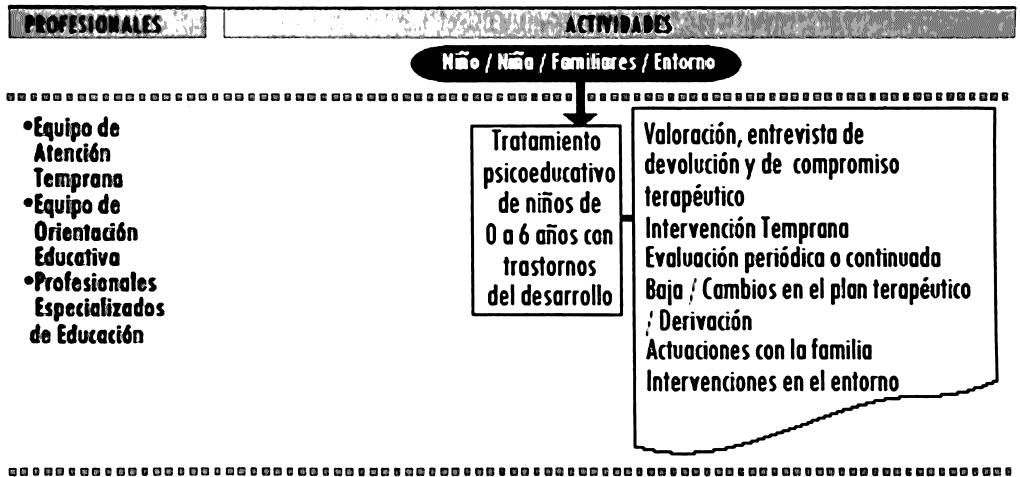 PROFESIONALES
ACTIVIDADES
Niño / Niña / Familiares / Entorno
•Equipo de
Atención
Temprana
•Equipo de
Orientación
Educativa
•Profesionales
Especializados
de Educación
Tratamiento
psicoeducativo
de niños de
0 a 6 años con
trastornos
del desarrollo
Valoración, entrevista de
devolución y de compromiso
terapéutico
Intervención Temprana
Evaluación periódica o continuada
Baja / Cambios en el plan terapéutico
/ Derivación
Actuaciones con la familia
Intervenciones en el entorno